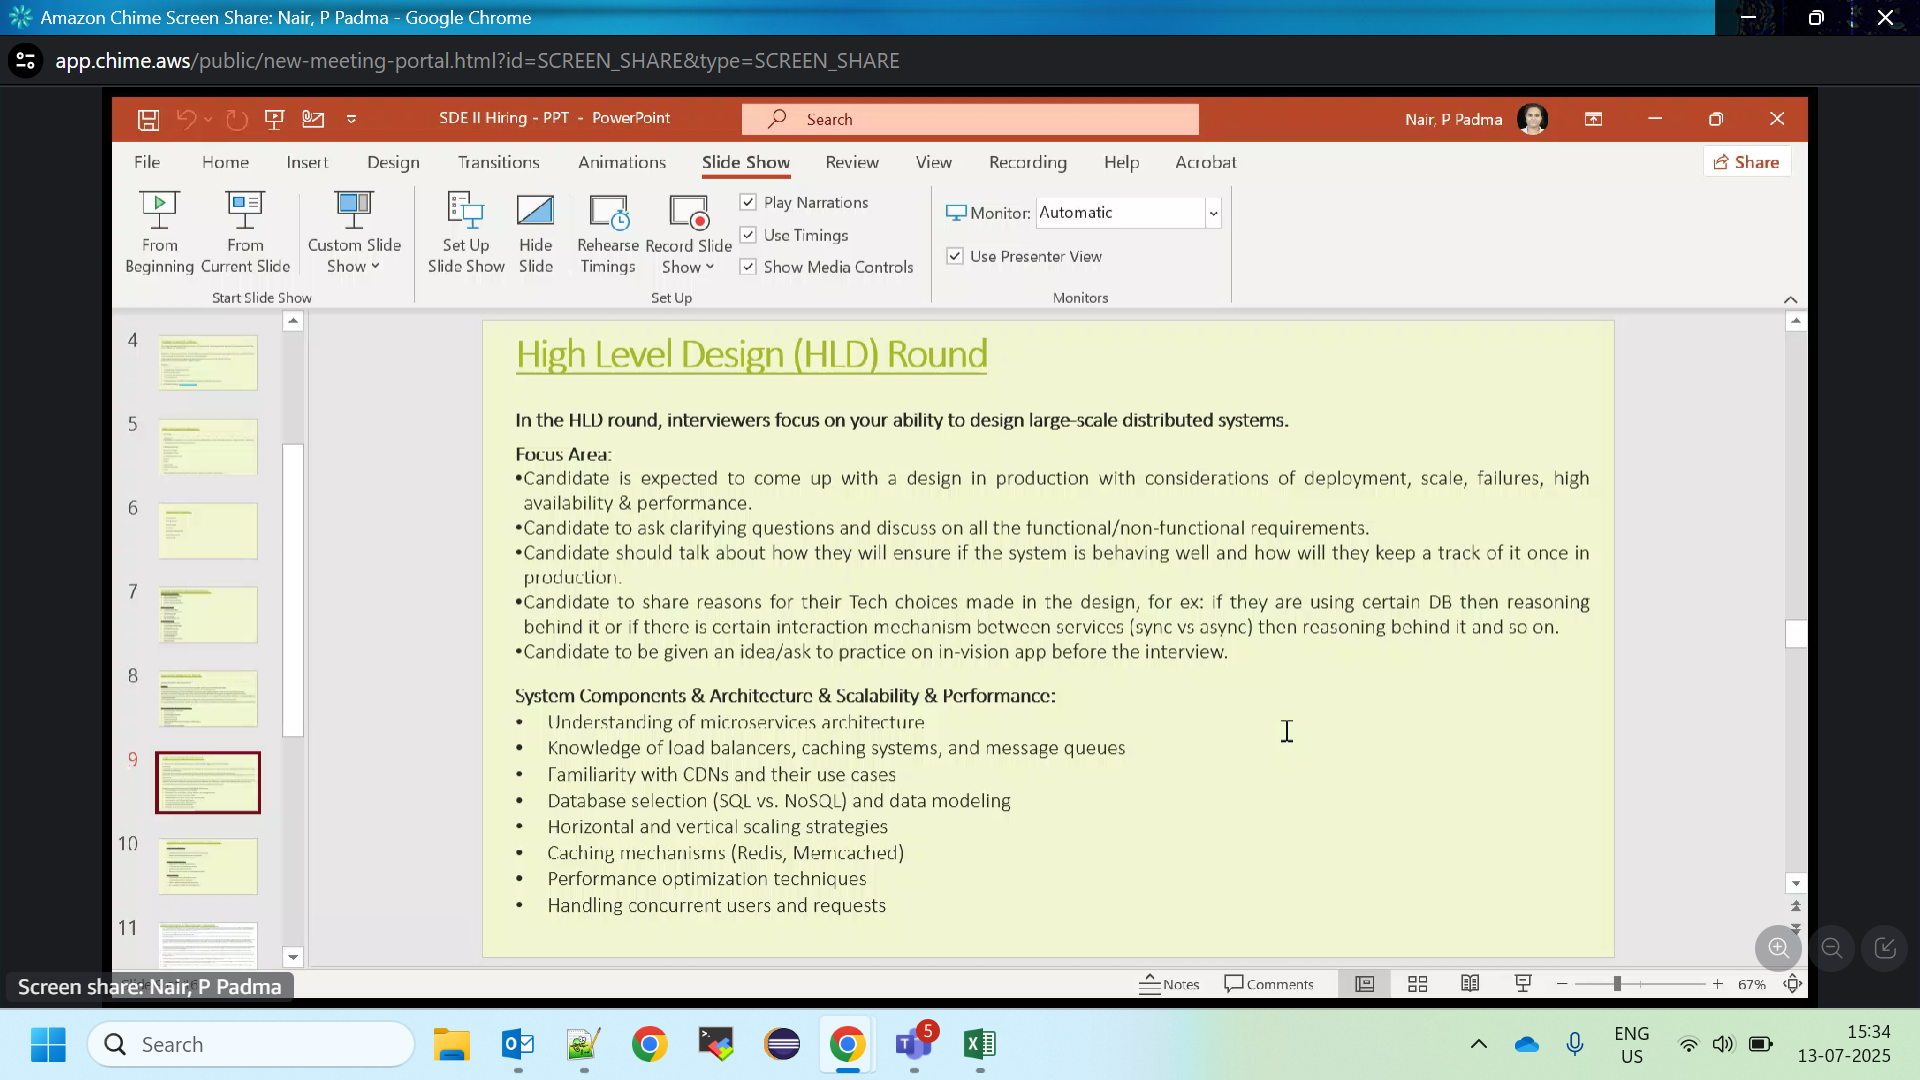 Amazon Chime Screen Share: Nair, P Padma - Google Chrome
app.chime.aws/public/new-meeting-portal.html?id=SCREEN_SHARE&type=SCREEN_SHARE
SDE II Hiring - PPT - PowerPoint
Search
Nair, P Padma
File
Home
Insert
Design
Transitions
Animations
Slide Show
Review
View
Recording
Help
Acrobat
Share
From Beginning
From Current Slide
Custom Slide Show
Start Slide Show
Set Up Slide Show
Hide Slide
Rehearse Timings
Record Slide Show
Play Narrations
Use Timings
Show Media Controls
Set Up
Monitor: Automatic
Use Presenter View
Monitors
4
5
6
7
8
9
10
11
High Level Design (HLD) Round
In the HLD round, interviewers focus on your ability to design large-scale distributed systems.
Focus Area:
•Candidate is expected to come up with a design in production with considerations of deployment, scale, failures, high
availability & performance.
•Candidate to ask clarifying questions and discuss on all the functional/non-functional requirements.
•Candidate should talk about how they will ensure if the system is behaving well and how will they keep a track of it once in
production.
•Candidate to share reasons for their Tech choices made in the design, for ex: if they are using certain DB then reasoning
behind it or if there is certain interaction mechanism between services (sync vs async) then reasoning behind it and so on.
•Candidate to be given an idea/ask to practice on in-vision app before the interview.
System Components & Architecture & Scalability & Performance:
• Understanding of microservices architecture
• Knowledge of load balancers, caching systems, and message queues
• Familiarity with CDNs and their use cases
• Database selection (SQL vs. NoSQL) and data modeling
• Horizontal and vertical scaling strategies
• Caching mechanisms (Redis, Memcached)
• Performance optimization techniques
• Handling concurrent users and requests
Screen share: Nair, P Padma
Notes
Comments
67%
Search
5
ENG
US
15:34
13-07-2025